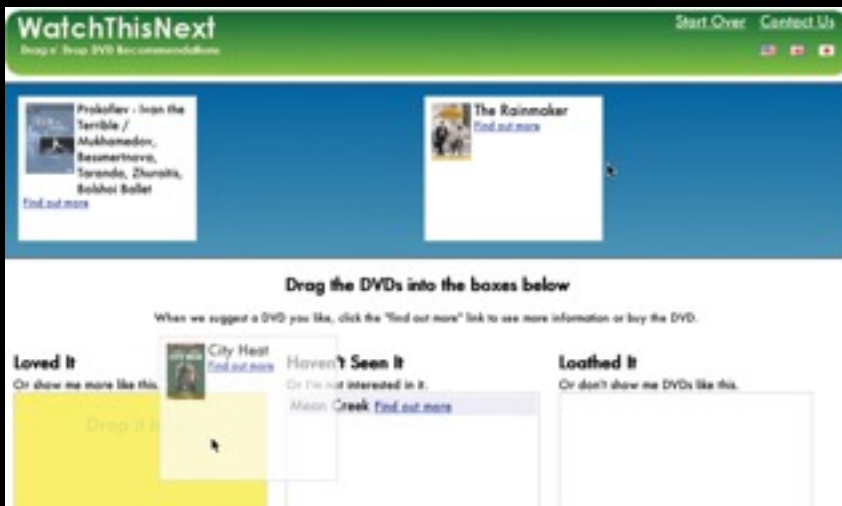 WatchThisNext
Drag n' Drop DVD Recommendations
Start Over Contact Us
Prokofiev - Ivan the
Terrible /
Mukhamedov,
Bessmertnova,
Taranda, Zhuraitis,
Bolshoi Ballet
Find out more
The Rainmaker
Find out more
Drag the DVDs into the boxes below
When we suggest a DVD you like, click the "find out more" link to see more information or buy the DVD.
City Heat
Find out more
Loved It
Or show me more like this.
Haven't Seen It
Or I'm not interested in it.
Mean Creek Find out more
Loathed It
Or don't show me DVDs like this.
Drop it